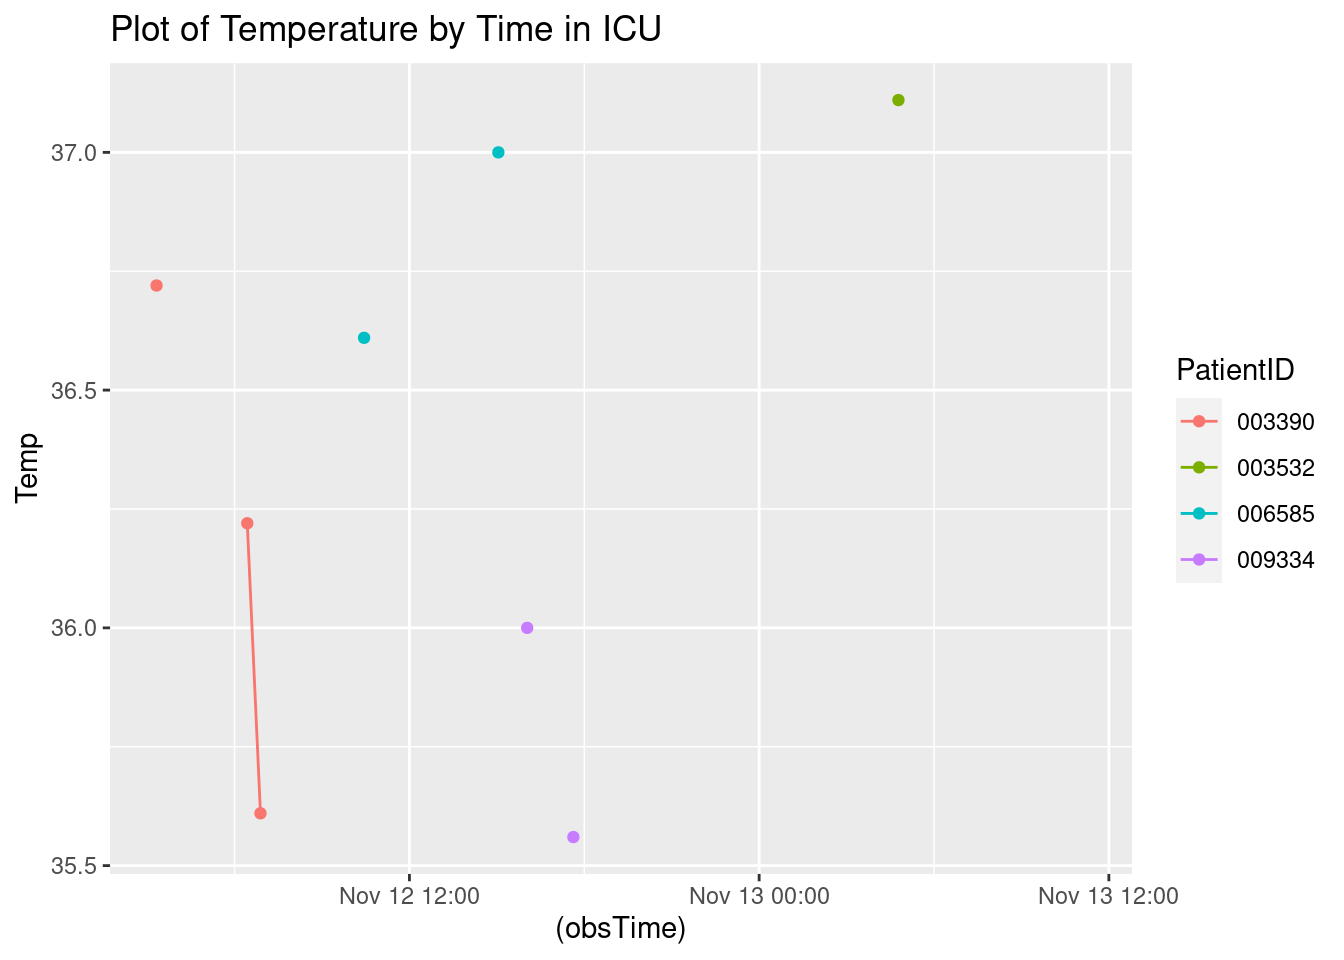 Plot of Temperature by Time in ICU
37.0
36.5
36.0
35.5
Temp
Nov 12 12:00
Nov 13 00:00
Nov 13 12:00
(obsTime)
PatientID
003390
003532
006585
009334